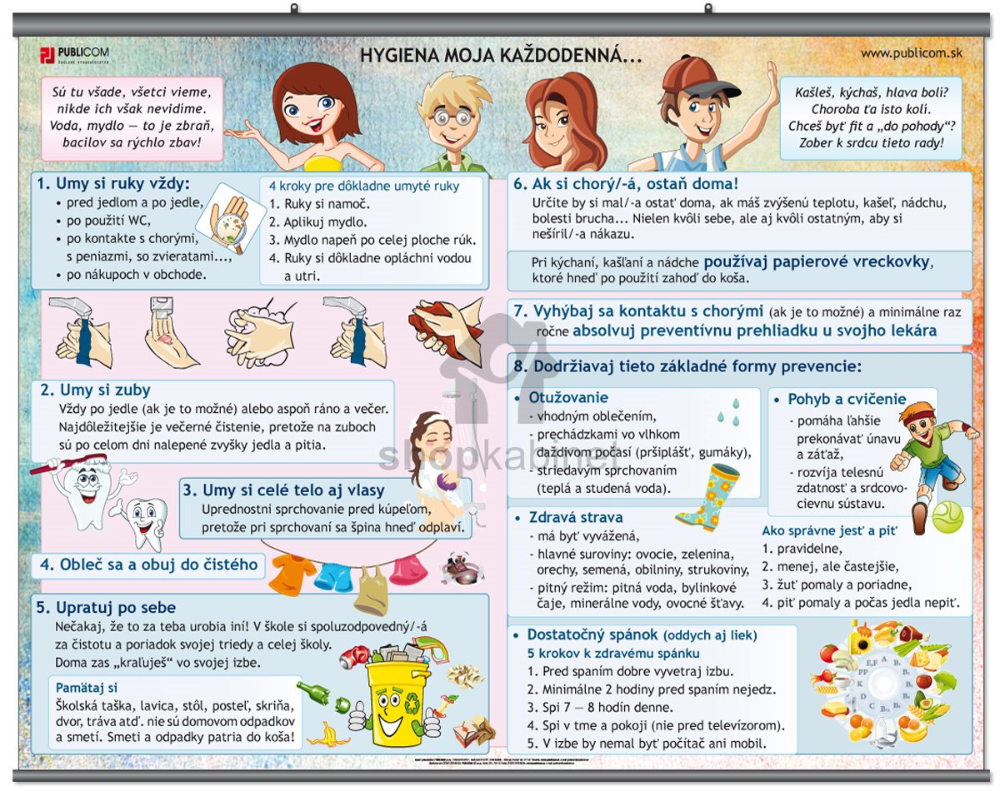 PUBLICOM
ŠKOLSKÉ VYDAVATEĽSTVO
HYGIENA MOJA KAŽDODENNÁ...
www.publicom.sk
Sú tu všade, všetci vieme,
nikde ich však nevidíme.
Voda, mydlo — to je zbraň,
bacilov sa rýchlo zbav!
Kašleš, kýchaš, hlava bolí?
Choroba ťa isto kolí.
Chceš byť fit a „do pohody“?
Zober k srdcu tieto rady!
1. Umy si ruky vždy:
• pred jedlom a po jedle,
• po použití WC,
• po kontakte s chorými,
s peniazmi, so zvieratami...,
• po nákupoch v obchode.
4 kroky pre dôkladne umyté ruky
1. Ruky si namoč.
2. Aplikuj mydlo.
3. Mydlo napeň po celej ploche rúk.
4. Ruky si dôkladne opláchni vodou
a utri.
2. Umy si zuby
Vždy po jedle (ak je to možné) alebo aspoň ráno a večer.
Najdôležitejšie je večerné čistenie, pretože na zuboch
sú po celom dni nalepené zvyšky jedla a pitia.
3. Umy si celé telo aj vlasy
Uprednostni sprchovanie pred kúpeľom,
pretože pri sprchovaní sa špina hneď odplaví.
4. Obleč sa a obuj do čistého
5. Upratuj po sebe
Nečakaj, že to za teba urobia iní! V škole si spoluzodpovedný/-á
za čistotu a poriadok svojej triedy a celej školy.
Doma zas „kraľuješ“ vo svojej izbe.
Pamätaj si
Školská taška, lavica, stôl, posteľ, skriňa,
dvor, tráva atď. nie sú domovom odpadkov
a smetí. Smeti a odpadky patria do koša!
6. Ak si chorý/-á, ostaň doma!
Určite by si mal/-a ostať doma, ak máš zvýšenú teplotu, kašeľ, nádchu,
bolesti brucha... Nielen kvôli sebe, ale aj kvôli ostatným, aby si
nešíril/-a nákazu.
Pri kýchaní, kašľaní a nádche používaj papierové vreckovky,
ktoré hneď po použití zahoď do koša.
7. Vyhýbaj sa kontaktu s chorými (ak je to možné) a minimálne raz
ročne absolvuj preventívnu prehliadku u svojho lekára
8. Dodržiavaj tieto základné formy prevencie:
• Otužovanie
- vhodným oblečením,
- prechádzkami vo vlhkom
daždivom počasí (pršiplášť, gumáky),
- striedavým sprchovaním
(teplá a studená voda).
• Pohyb a cvičenie
- pomáha ľahšie
prekonávať únavu
a záťaž,
- rozvíja telesnú
zdatnosť a srdcovo-
cievnu sústavu.
• Zdravá strava
- má byť vyvážená,
- hlavné suroviny: ovocie, zelenina,
orechy, semená, obilniny, strukoviny,
- pitný režim: pitná voda, bylinkové
čaje, minerálne vody, ovocné šťavy.
Ako správne jesť a piť
1. pravidelne,
2. menej, ale častejšie,
3. žuť pomaly a poriadne,
4. piť pomaly a počas jedla nepiť.
• Dostatočný spánok (oddych aj liek)
5 krokov k zdravému spánku
1. Pred spaním dobre vyvetraj izbu.
2. Minimálne 2 hodiny pred spaním nejedz.
3. Spi 7 — 8 hodín denne.
4. Spi v tme a pokoji (nie pred televízorom).
5. V izbe by nemal byť počítač ani mobil.
shopkabinet